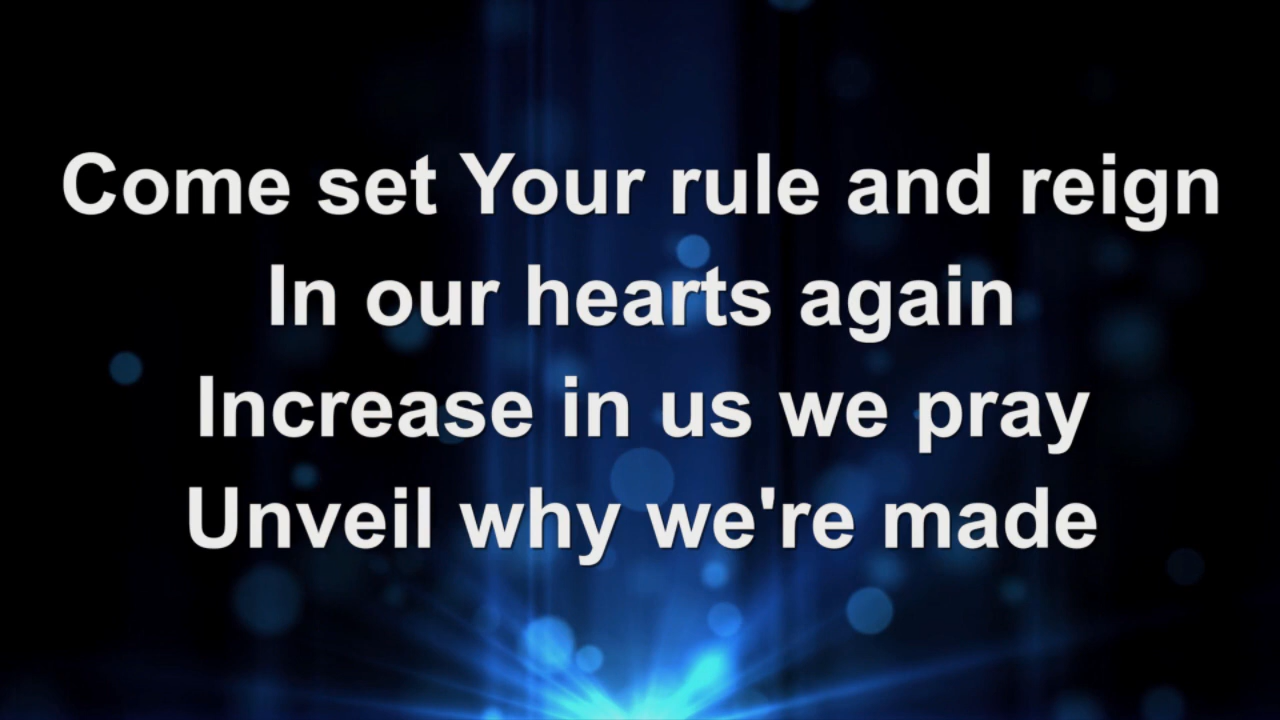 Come set Your rule and reign
In our hearts again
Increase in us we pray
Unveil why we're made